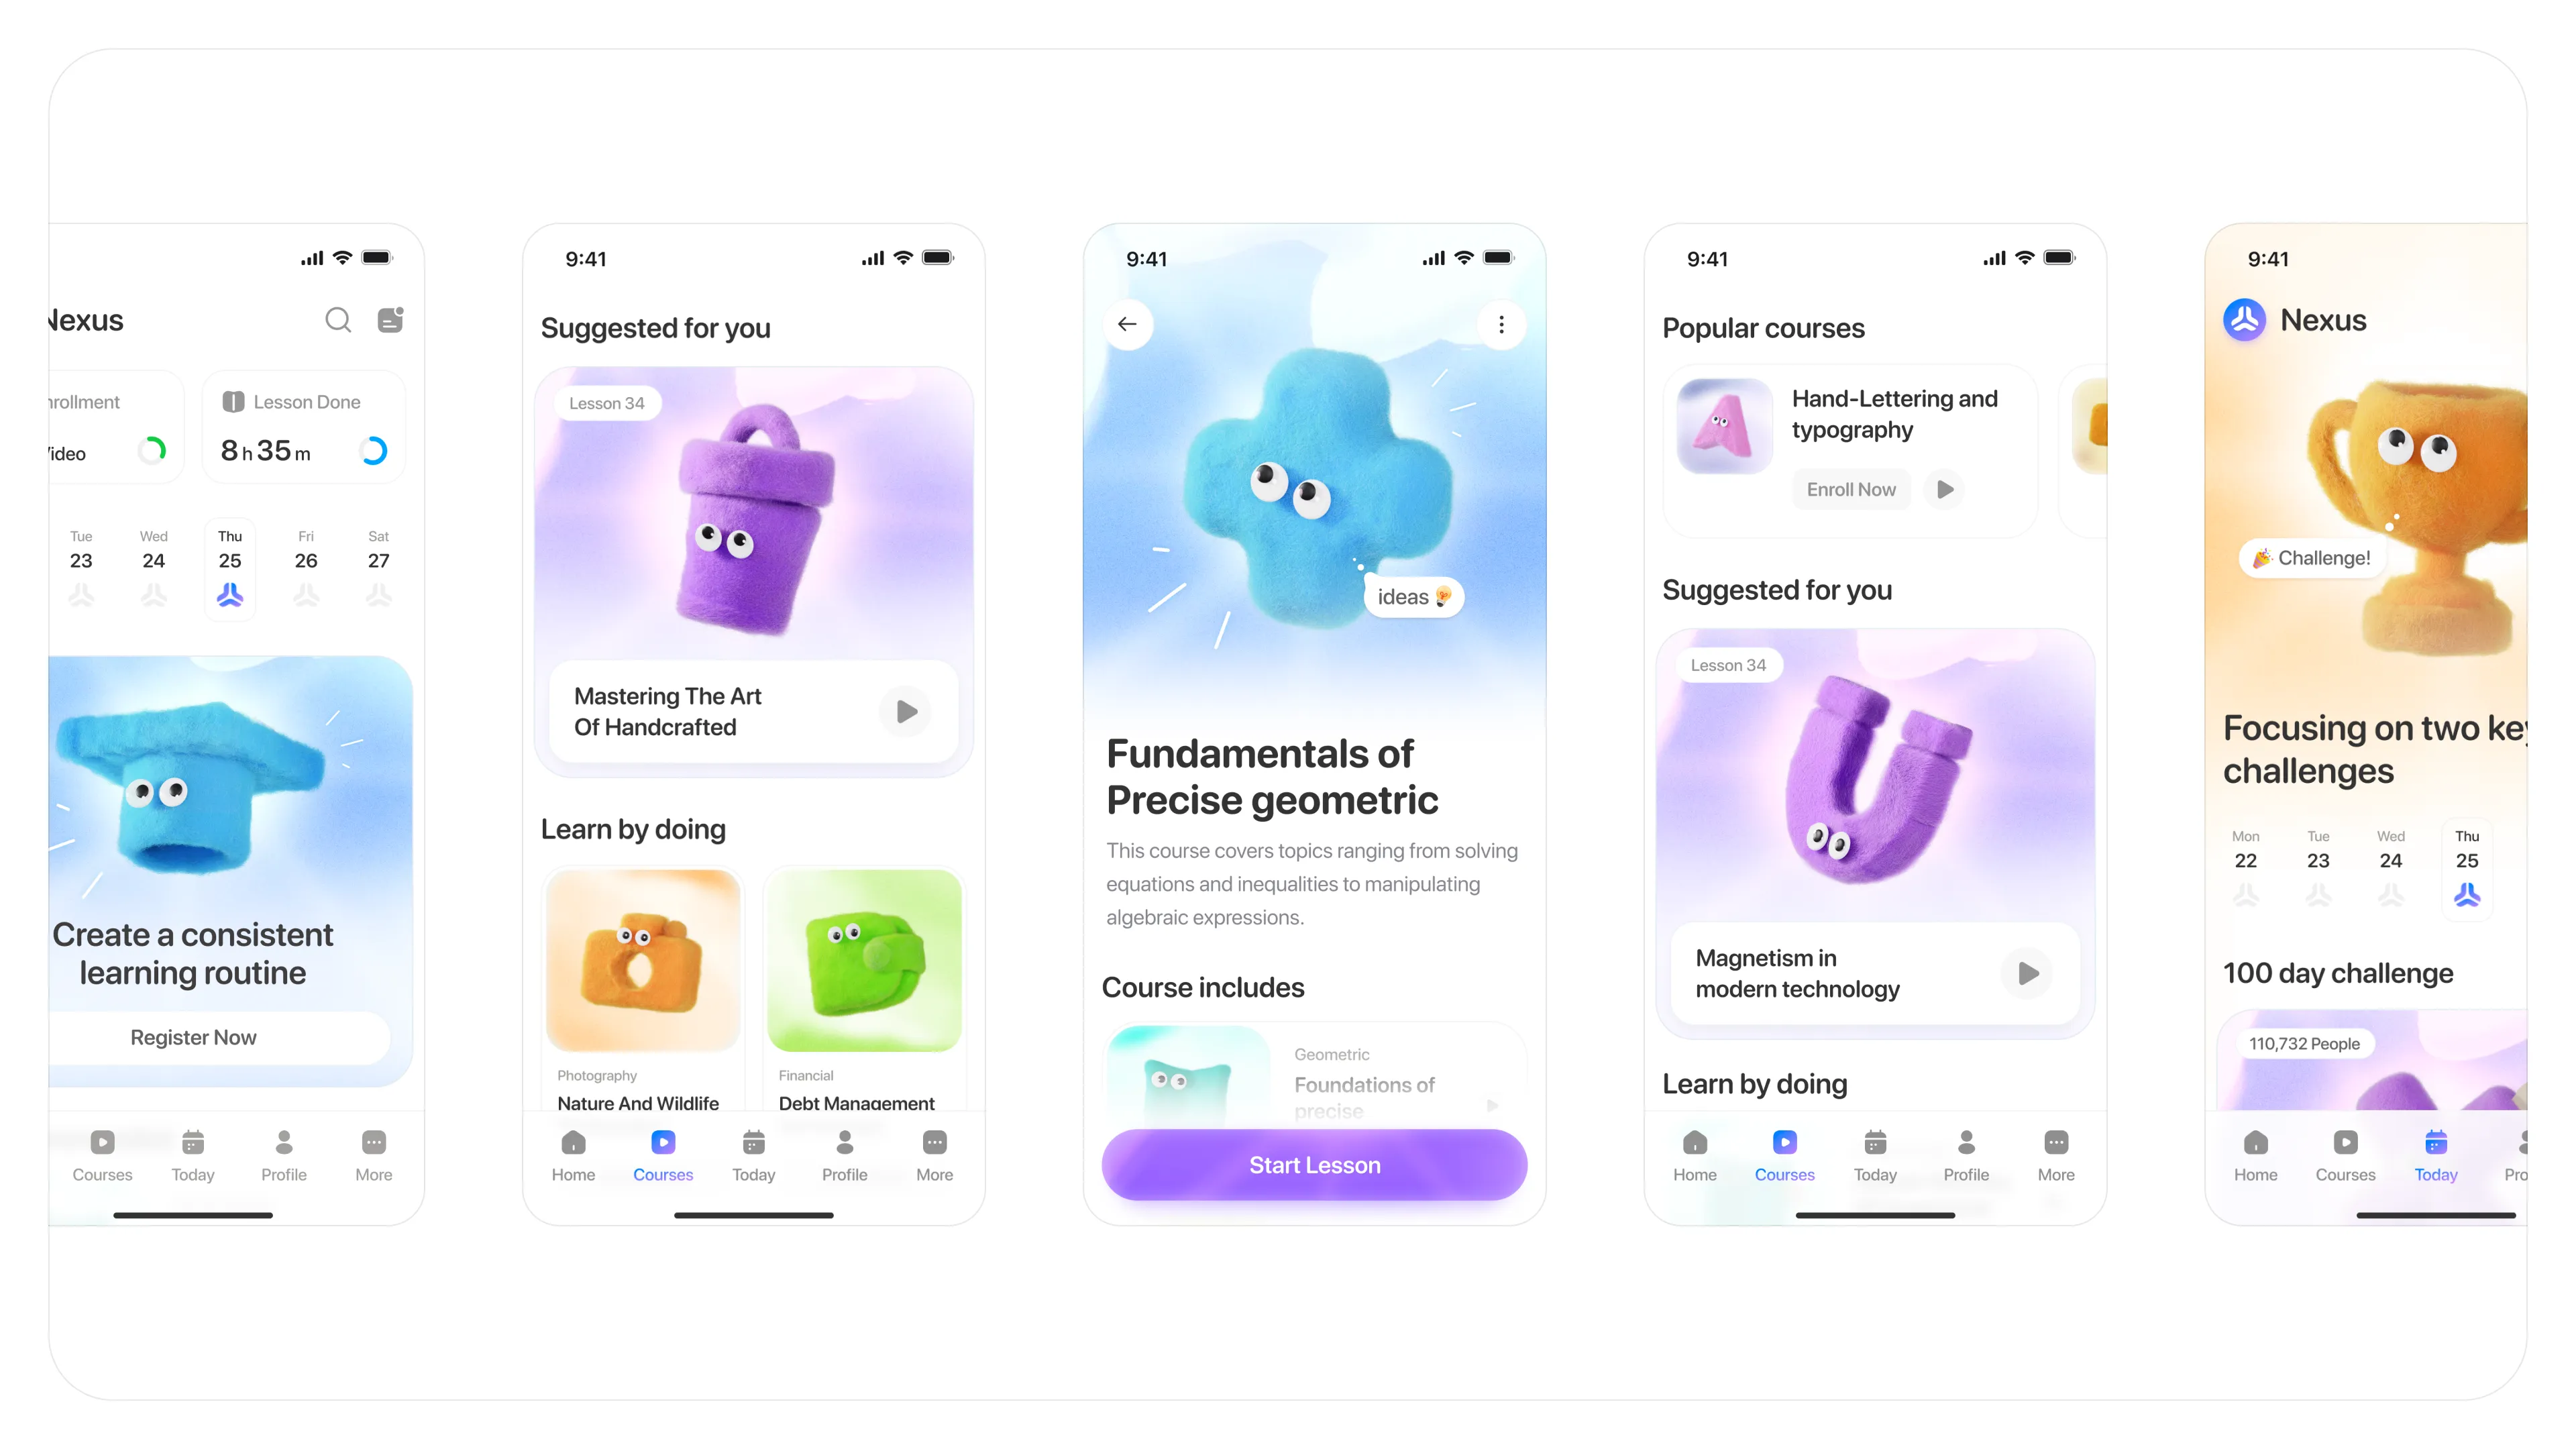 Nexus
Lesson Done
8h 35m
Tue
23
Wed
24
Thu
25
Fri
26
Sat
27
Create a consistent
learning routine
Register Now
Courses
Today
Profile
More
9:41
Suggested for you
Lesson 34
Mastering The Art
Of Handcrafted
Learn by doing
Photography
Nature And Wildlife
Financial
Debt Management
Home
Courses
Today
Profile
More
9:41
ideas
Fundamentals of
Precise geometric
This course covers topics ranging from solving
equations and inequalities to manipulating
algebraic expressions.
Course includes
Geometric
Foundations of
precise
Start Lesson
9:41
Popular courses
Hand-Lettering and
typography
Enroll Now
Suggested for you
Lesson 34
Magnetism in
modern technology
Learn by doing
Home
Courses
Today
Profile
More
9:41
Nexus
Challenge!
Focusing on two key
challenges
Mon
22
Tue
23
Wed
24
Thu
25
100 day challenge
110,732 People
Home
Courses
Today